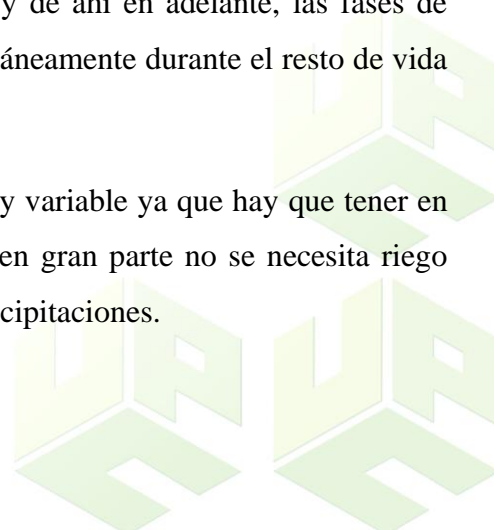 y de ahí en adelante, las fases de
áneamente durante el resto de vida
y variable ya que hay que tener en
en gran parte no se necesita riego
cipitaciones.